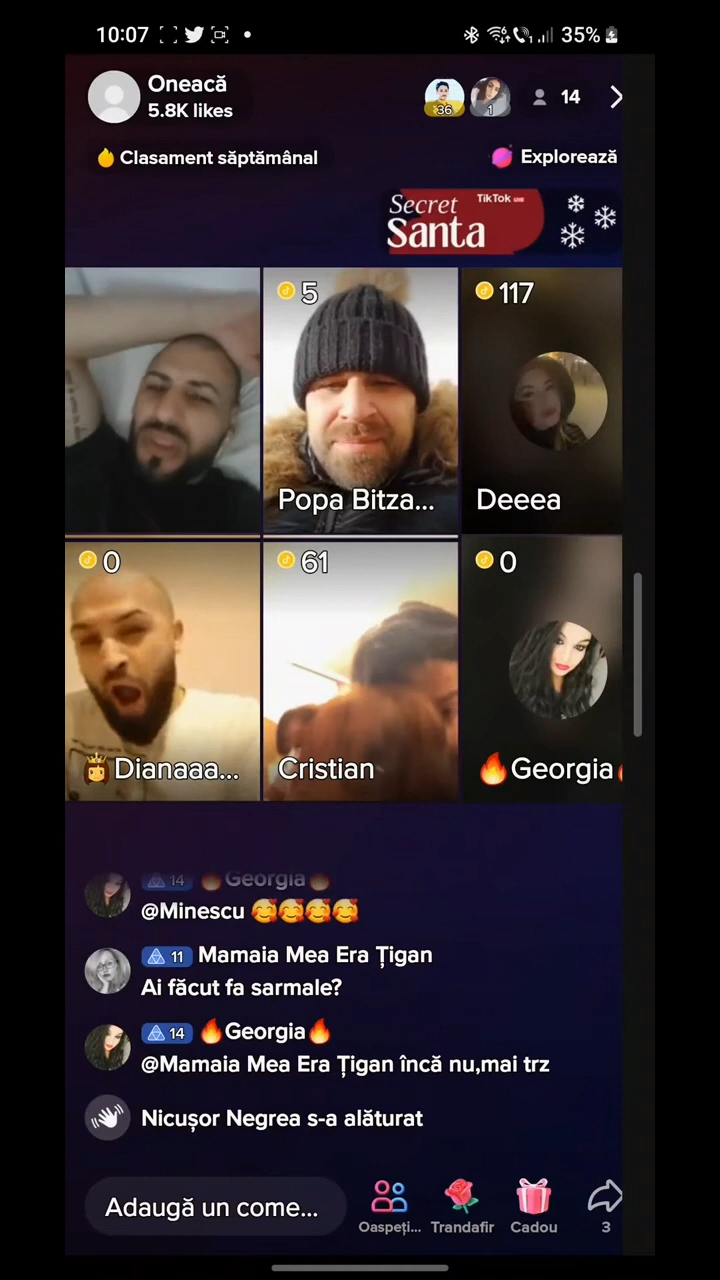 10:07
35%
Oneacă
5.8K likes
36
1
14
Clasament săptămânal
Explorează
Secret
Santa
TikTok LIVE
5
117
Popa Bitza...
Deeea
0
61
0
Dianaaa...
Cristian
🔥Georgia
14 🔥Georgia🔥
@Minescu 🥰🥰🥰🥰
11 Mamaia Mea Era Țigan
Ai făcut fa sarmale?
14 🔥Georgia🔥
@Mamaia Mea Era Țigan încă nu,mai trz
Nicușor Negrea s-a alăturat
Adaugă un come...
Oaspeți...
Trandafir
Cadou
3